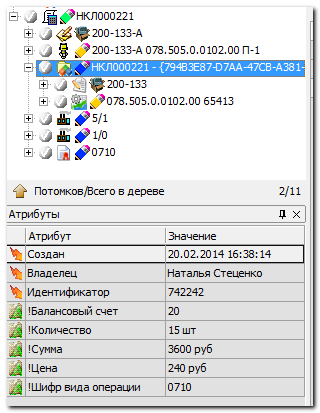 НКЛ000221
200-133-А
200-133-А 078.505.0.0102.00 П-1
НКЛ000221 - {794B3E87-D7AA-47CB-A381-
200-133
078.505.0.0102.00 65413
5/1
1/0
0710
Потомков/Всего в дереве 2/11
Атрибуты
Атрибут Значение
Создан 20.02.2014 16:38:14
Владелец Наталья Стеценко
Идентификатор 742242
!Балансовый счет 20
!Количество 15 шт
!Сумма 3600 руб
!Цена 240 руб
!Шифр вида операции 0710